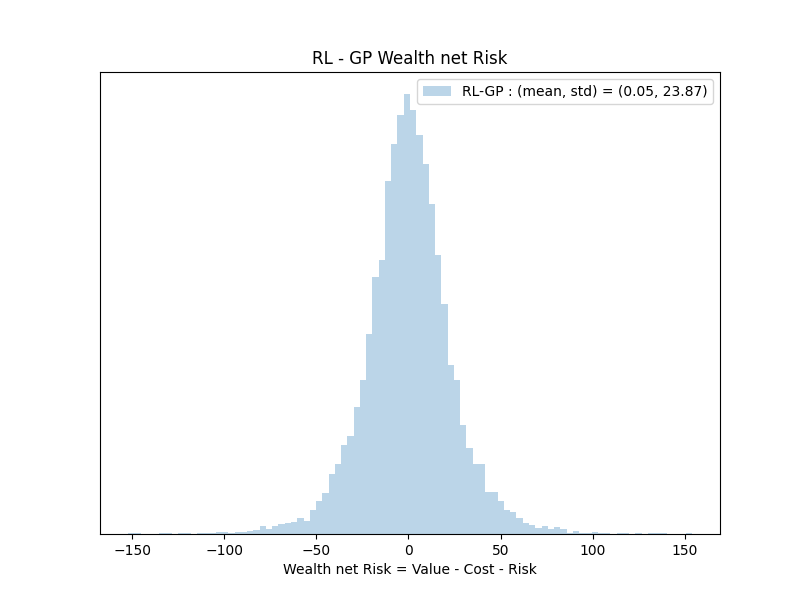 RL - GP Wealth net Risk
RL-GP : (mean, std) = (0.05, 23.87)
−150 −100 −50 0 50 100 150
Wealth net Risk = Value - Cost - Risk